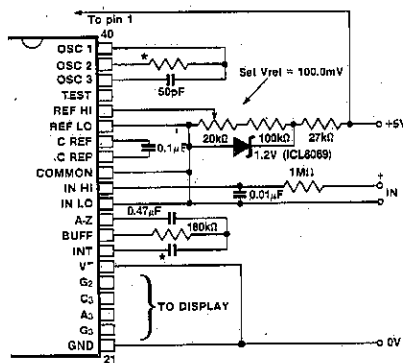 To pin 1
40
OSC 1
OSC 2
*
OSC 3
50pF
Set Vref = 100.0mV
TEST
REF HI
REF LO
20kΩ
100kΩ
27kΩ
+5V
C REF
0.1μF
C REF
1.2V (ICL8069)
COMMON
1MΩ
+
IN HI
0.01μF
IN
IN LO
0.47μF
A-Z
BUFF
180kΩ
INT
*
V-
G2
C3
TO DISPLAY
A3
G3
GND
0V
21